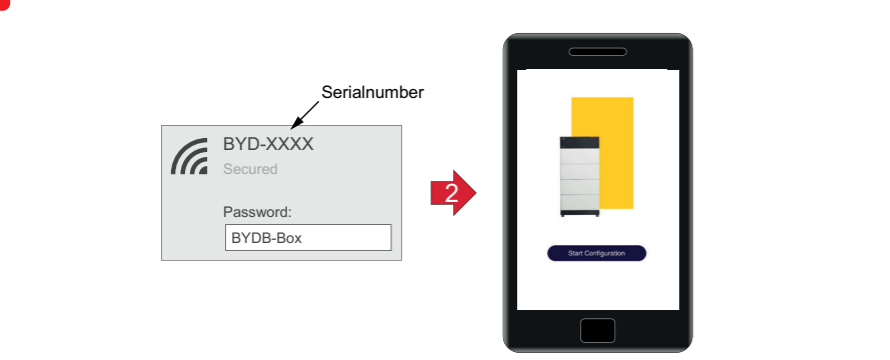 Serialnumber
BYD-XXXX
Secured
Password:
BYDB-Box
2
Start Configuration